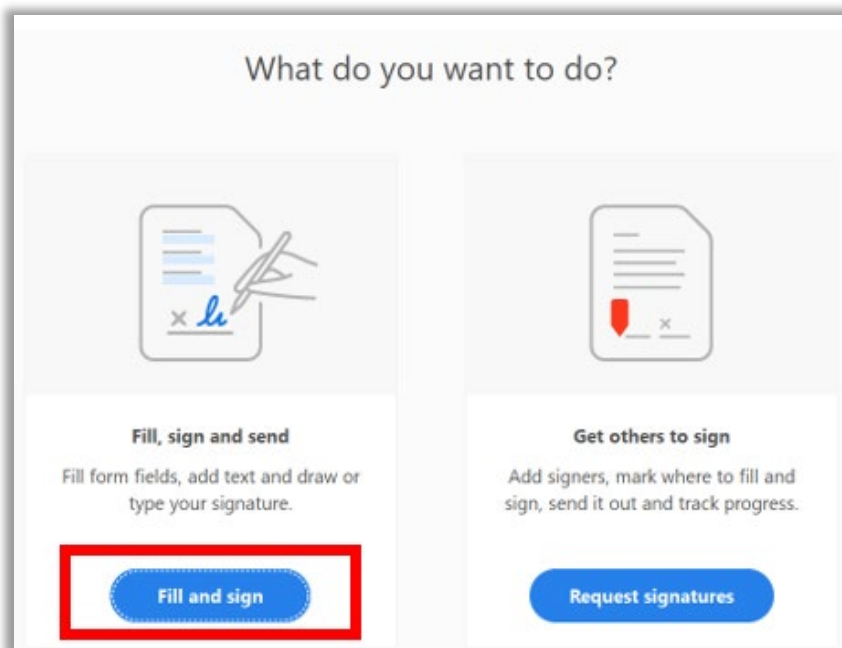 What do you want to do?
Fill, sign and send
Fill form fields, add text and draw or
type your signature.
Fill and sign
Get others to sign
Add signers, mark where to fill and
sign, send it out and track progress.
Request signatures